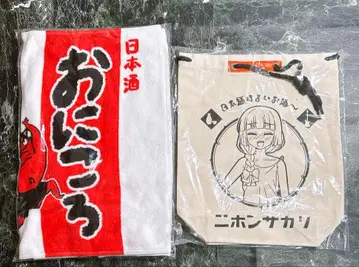 日本酒
おにころ
日本盛はよいお酒〜
ニホンサカリ